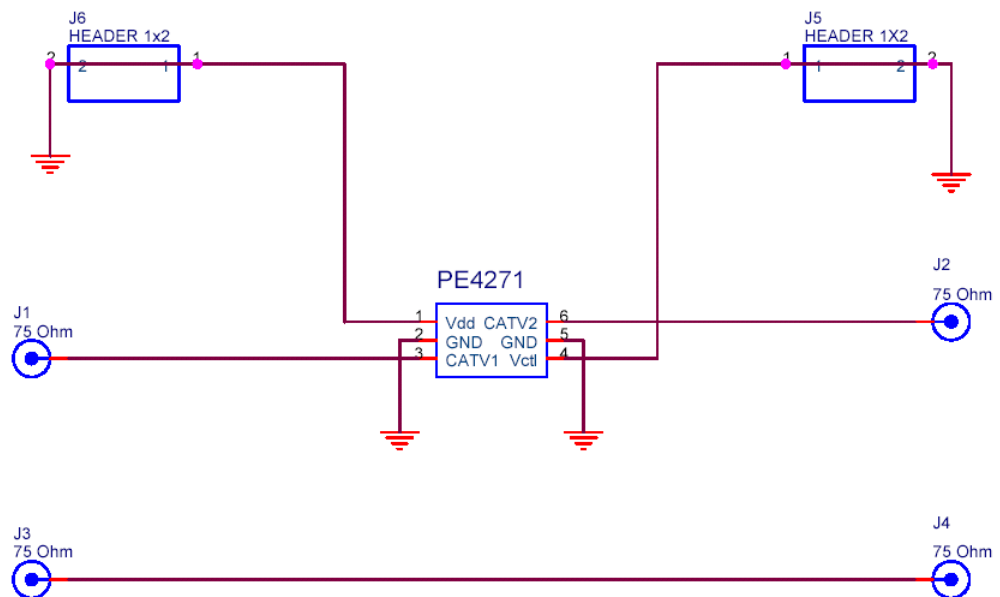 J6
HEADER 1x2
2 2 1 1
J5
HEADER 1X2
1 1 2 2
PE4271
1 Vdd CATV2 6
2 GND GND 5
3 CATV1 Vctl 4
J1
75 Ohm
J2
75 Ohm
J3
75 Ohm
J4
75 Ohm